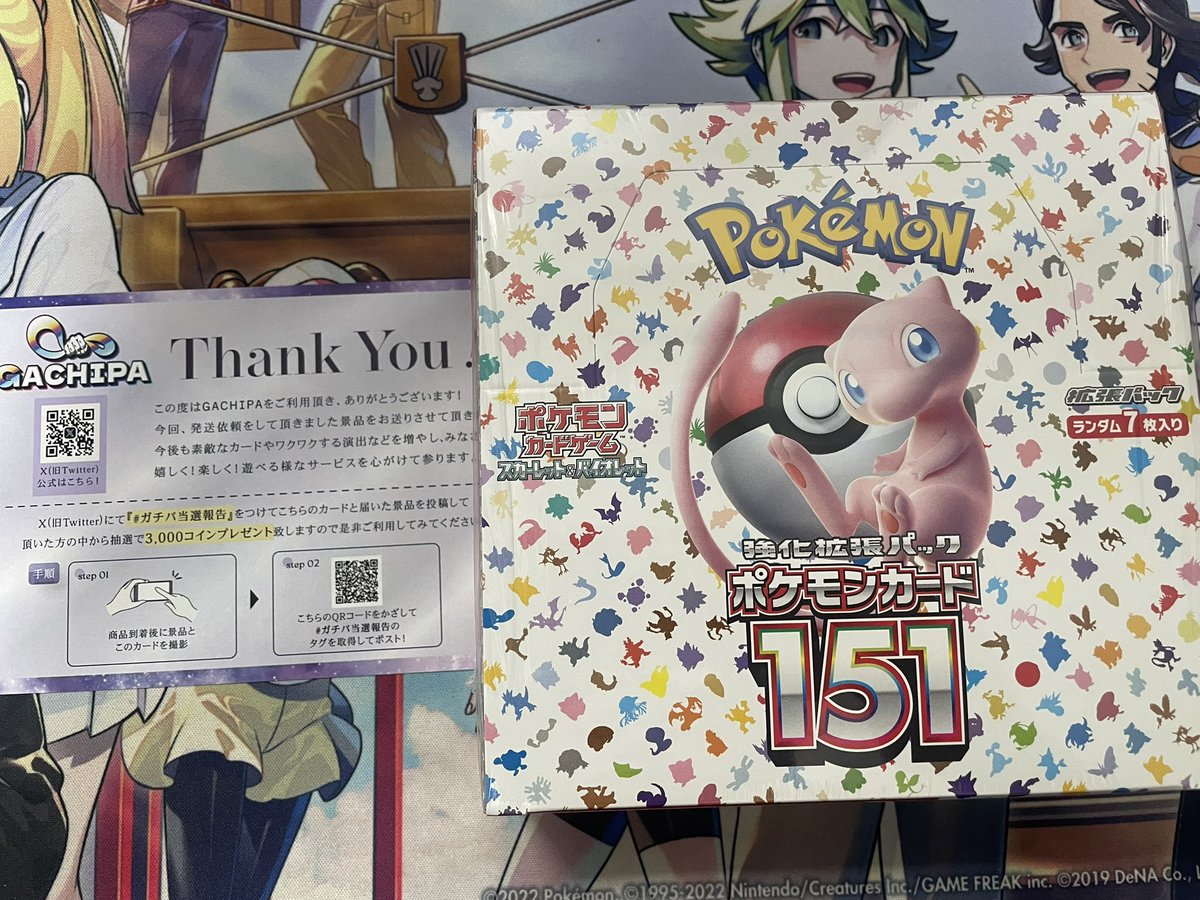 GACHIPA
Thank You.
X(旧Twitter)
公式はこちら!
この度はGACHIPAをご利用頂き、ありがとうございます!
今回、発送依頼をして頂きました景品をお送りさせて頂き
今後も素敵なカードやワクワクする演出などを増やしみな
嬉しく!楽しく!遊べる様なサービスを心がけて参ります
X(旧Twitter)にて『#ガチパ当選報告』をつけてこちらのカードと届いた景品を投稿して
頂いた方の中から抽選で3,000コインプレゼント致しますので是非ご利用してみてくださ
手順
step 01
商品到着後に景品と
このカードを撮影
step 02
こちらのQRコードをかざして
#ガチパ当選報告の
タグを取得してポスト!
POKéMON
TM
ポケモン
カードゲーム
スカーレット&バイオレット
拡張パック
ランダム7枚入り
強化拡張パック
ポケモンカード
151
©2022 Pokémon. ©1995-2022 Nintendo/Creatures Inc./GAME FREAK inc. ©2019 DeNA Co.,